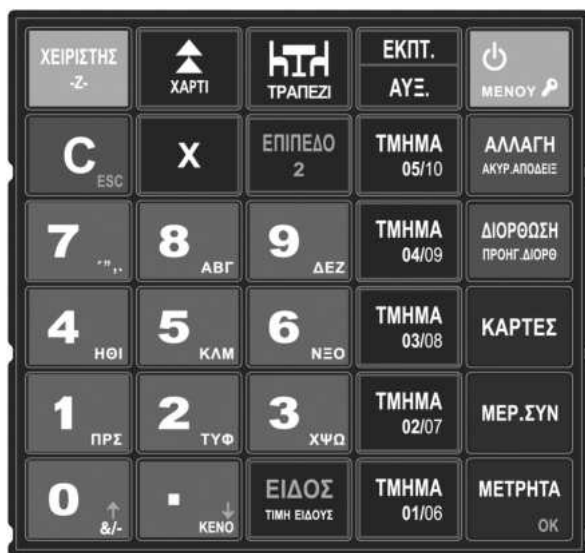 ΧΕΙΡΙΣΤΗΣ
-Z-
ΧΑΡΤΙ
ΤΡΑΠΕΖΙ
ΕΚΠΤ.
ΑΥΞ.
ΜΕΝΟΥ
C
ESC
X
ΕΠΙΠΕΔΟ
2
ΤΜΗΜΑ
05/10
ΑΛΛΑΓΗ
ΑΚΥΡ.ΑΠΟΔΕΙΞ
7
΄",.
8
ΑΒΓ
9
ΔΕΖ
ΤΜΗΜΑ
04/09
ΔΙΟΡΘΩΣΗ
ΠΡΟΗΓ.ΔΙΟΡΘ
4
ΗΘΙ
5
ΚΛΜ
6
ΝΞΟ
ΤΜΗΜΑ
03/08
ΚΑΡΤΕΣ
1
ΠΡΣ
2
ΤΥΦ
3
ΧΨΩ
ΤΜΗΜΑ
02/07
ΜΕΡ.ΣΥΝ
0
↑
&/-
.
↓
ΚΕΝΟ
ΕΙΔΟΣ
ΤΙΜΗ ΕΙΔΟΥΣ
ΤΜΗΜΑ
01/06
ΜΕΤΡΗΤΑ
OK